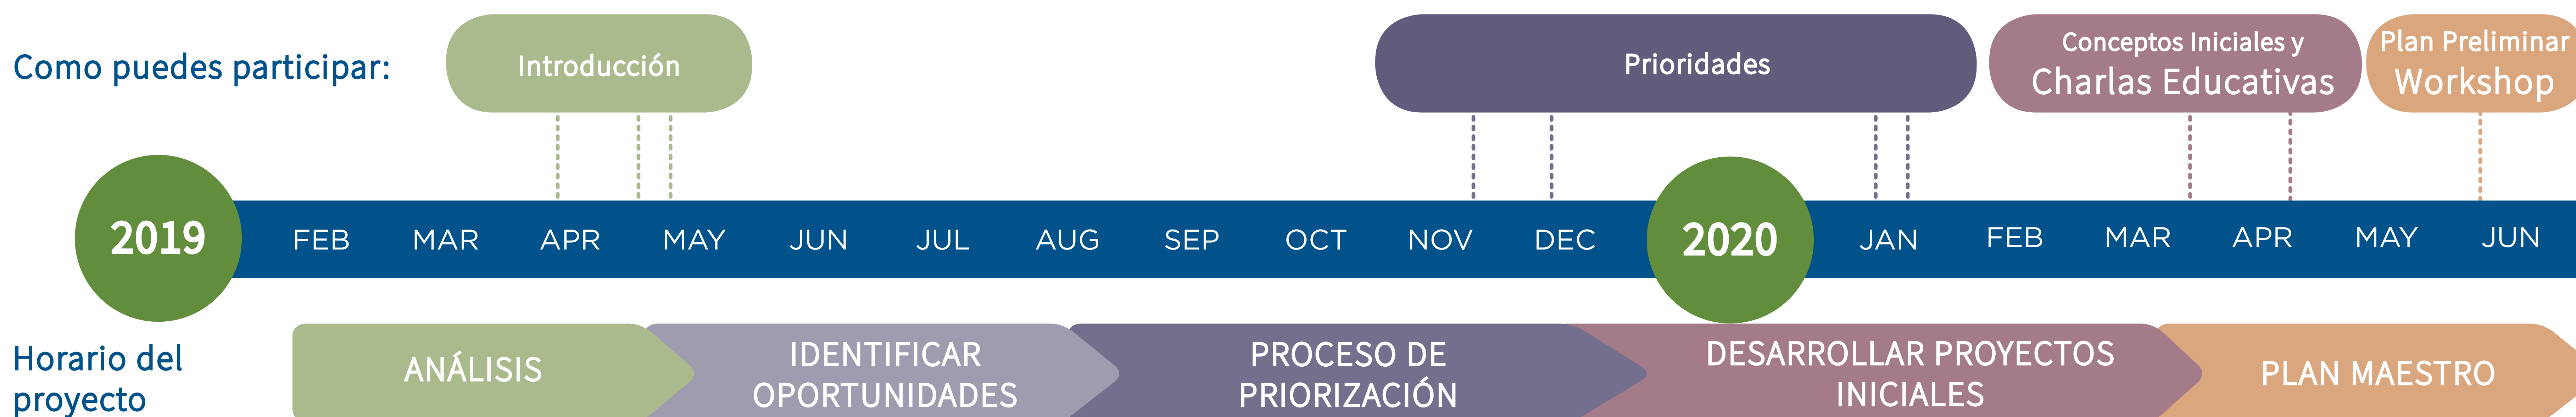 Como puedes participar:
Introducción
Prioridades
Conceptos Iniciales y
Charlas Educativas
Plan Preliminar
Workshop
2019 FEB MAR APR MAY JUN JUL AUG SEP OCT NOV DEC 2020 JAN FEB MAR APR MAY JUN
Horario del
proyecto
ANÁLISIS
IDENTIFICAR
OPORTUNIDADES
PROCESO DE
PRIORIZACIÓN
DESARROLLAR PROYECTOS
INICIALES
PLAN MAESTRO